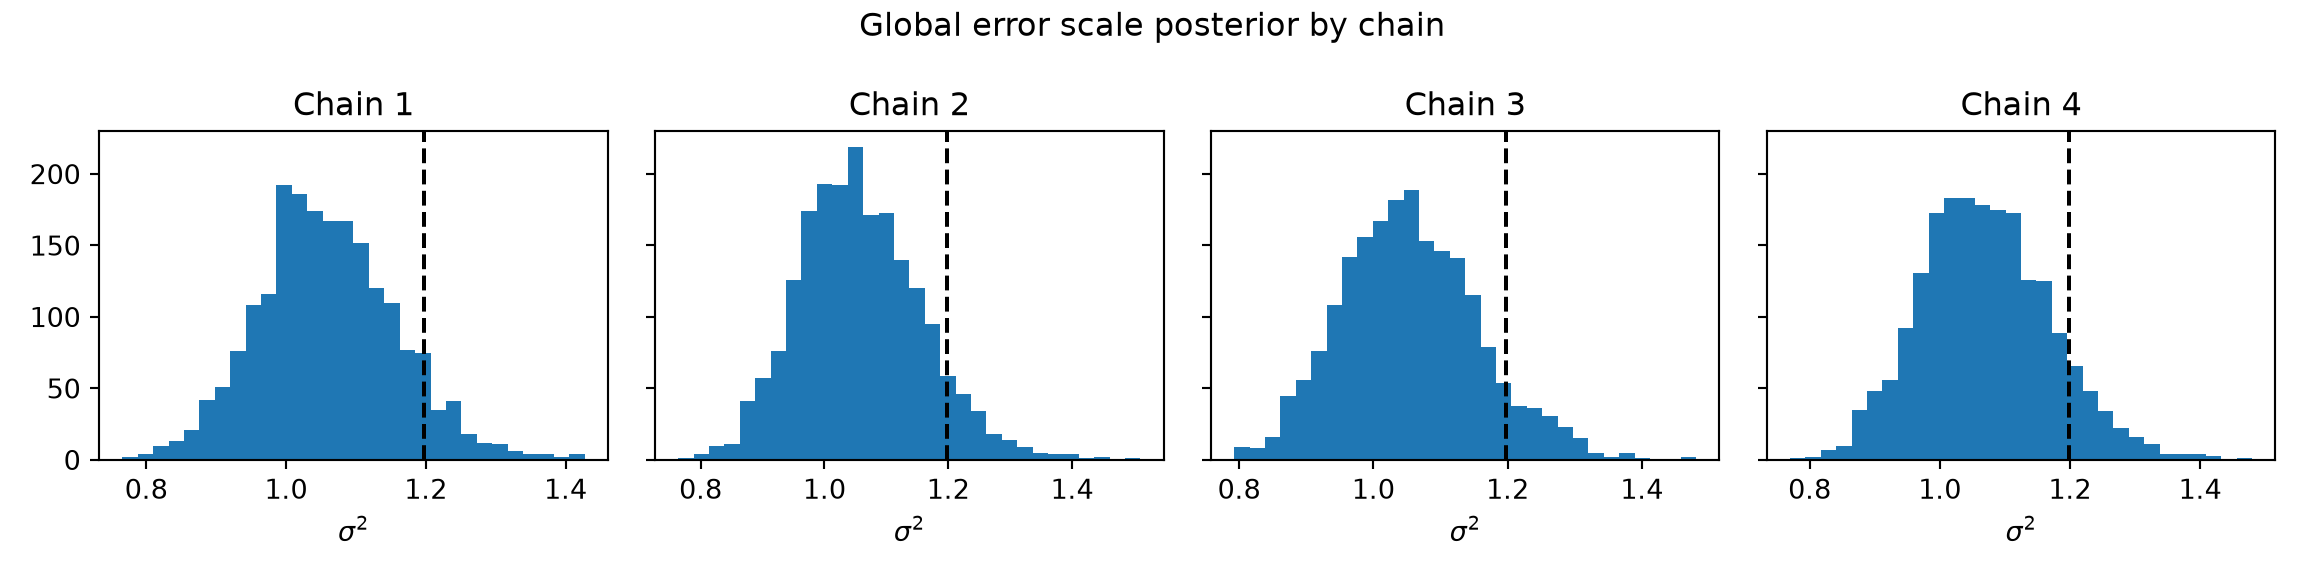 Global error scale posterior by chain
Chain 1 Chain 2 Chain 3 Chain 4
200
150
100
50
0
0.8 1.0 1.2 1.4 0.8 1.0 1.2 1.4 0.8 1.0 1.2 1.4 0.8 1.0 1.2 1.4
σ² σ² σ² σ²